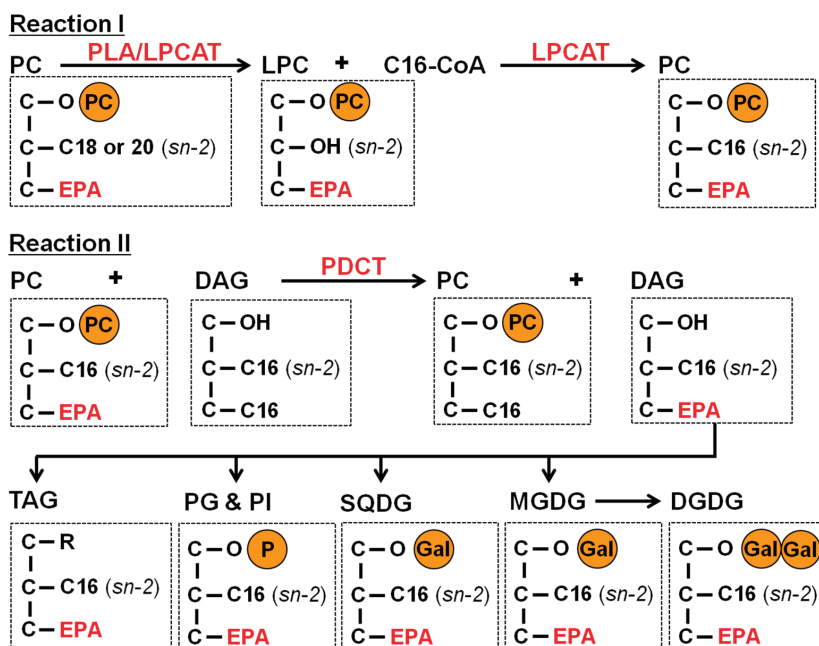 Reaction I
PC PLA/LPCAT LPC + C16-CoA LPCAT PC
C – O PC C – O PC C – O PC
C – C18 or 20 (sn-2) C – OH (sn-2) C – C16 (sn-2)
C – EPA C – EPA C – EPA
Reaction II
PC + DAG PDCT PC + DAG
C – O PC C – OH C – O PC C – OH
C – C16 (sn-2) C – C16 (sn-2) C – C16 (sn-2) C – C16 (sn-2)
C – EPA C – C16 C – C16 C – EPA
TAG PG & PI SQDG MGDG DGDG
C – R C – O P C – O Gal C – O Gal C – O Gal Gal
C – C16 (sn-2) C – C16 (sn-2) C – C16 (sn-2) C – C16 (sn-2) C – C16 (sn-2)
C – EPA C – EPA C – EPA C – EPA C – EPA